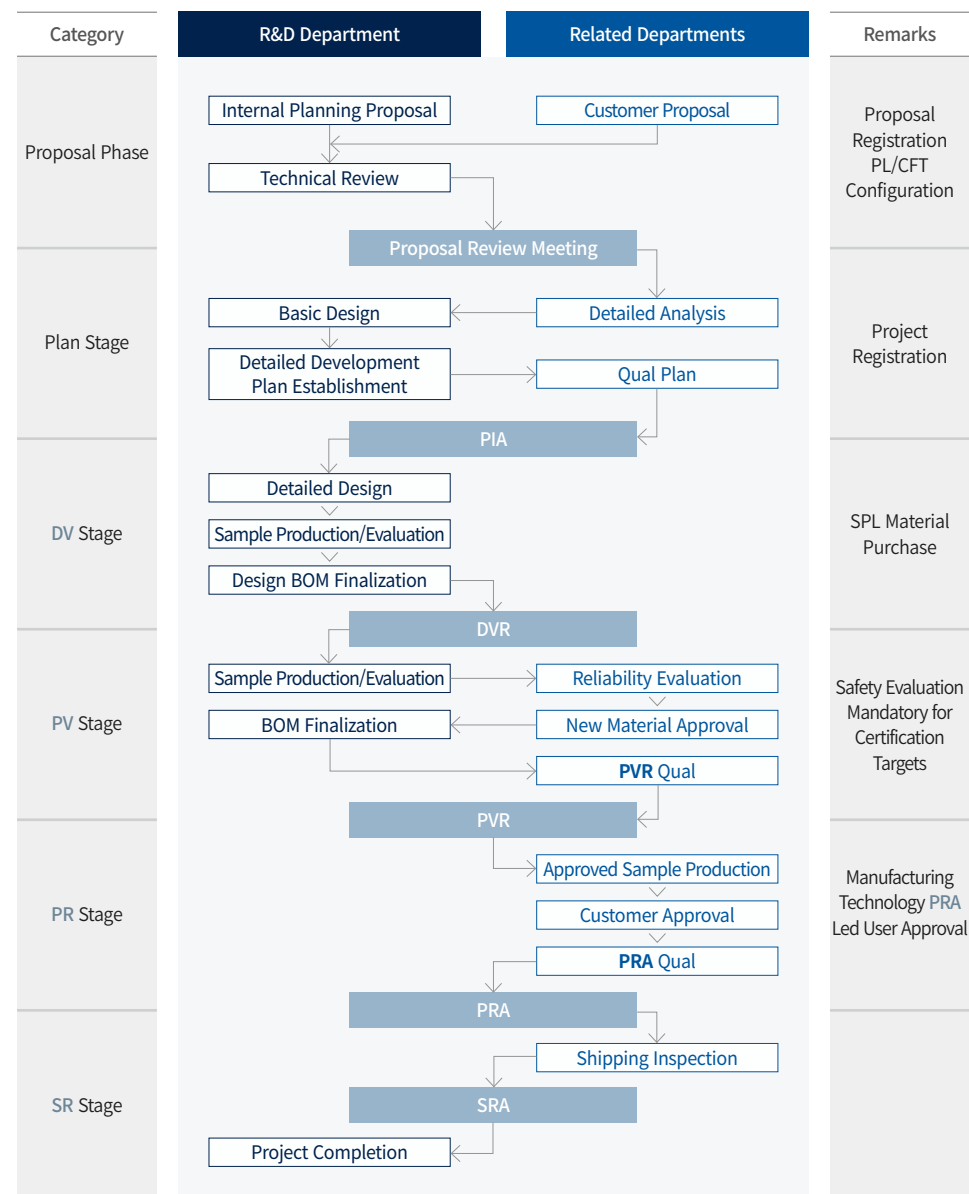 Category
R&D Department
Related Departments
Remarks
Proposal Phase
Internal Planning Proposal
Customer Proposal
Technical Review
Proposal Review Meeting
Proposal
Registration
PL/CFT
Configuration
Plan Stage
Basic Design
Detailed Analysis
Detailed Development
Plan Establishment
Qual Plan
PIA
Project
Registration
DV Stage
Detailed Design
Sample Production/Evaluation
Design BOM Finalization
DVR
SPL Material
Purchase
PV Stage
Sample Production/Evaluation
Reliability Evaluation
BOM Finalization
New Material Approval
PVR Qual
PVR
Safety Evaluation
Mandatory for
Certification
Targets
PR Stage
Approved Sample Production
Customer Approval
PRA Qual
PRA
Manufacturing
Technology PRA
Led User Approval
SR Stage
Shipping Inspection
SRA
Project Completion